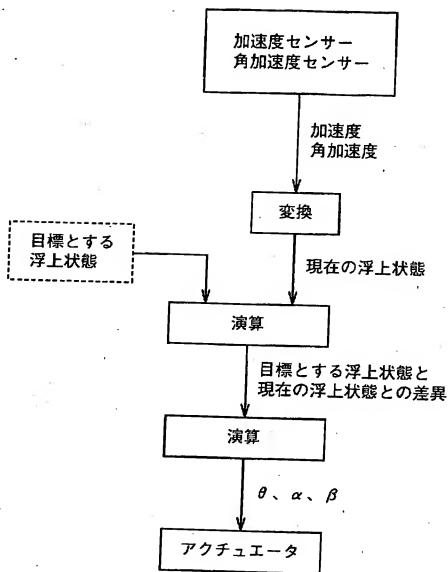 加速度センサー
角加速度センサー
加速度
角加速度
変換
目標とする
浮上状態
現在の浮上状態
演算
目標とする浮上状態と
現在の浮上状態との差異
演算
θ、α、β
アクチュエータ